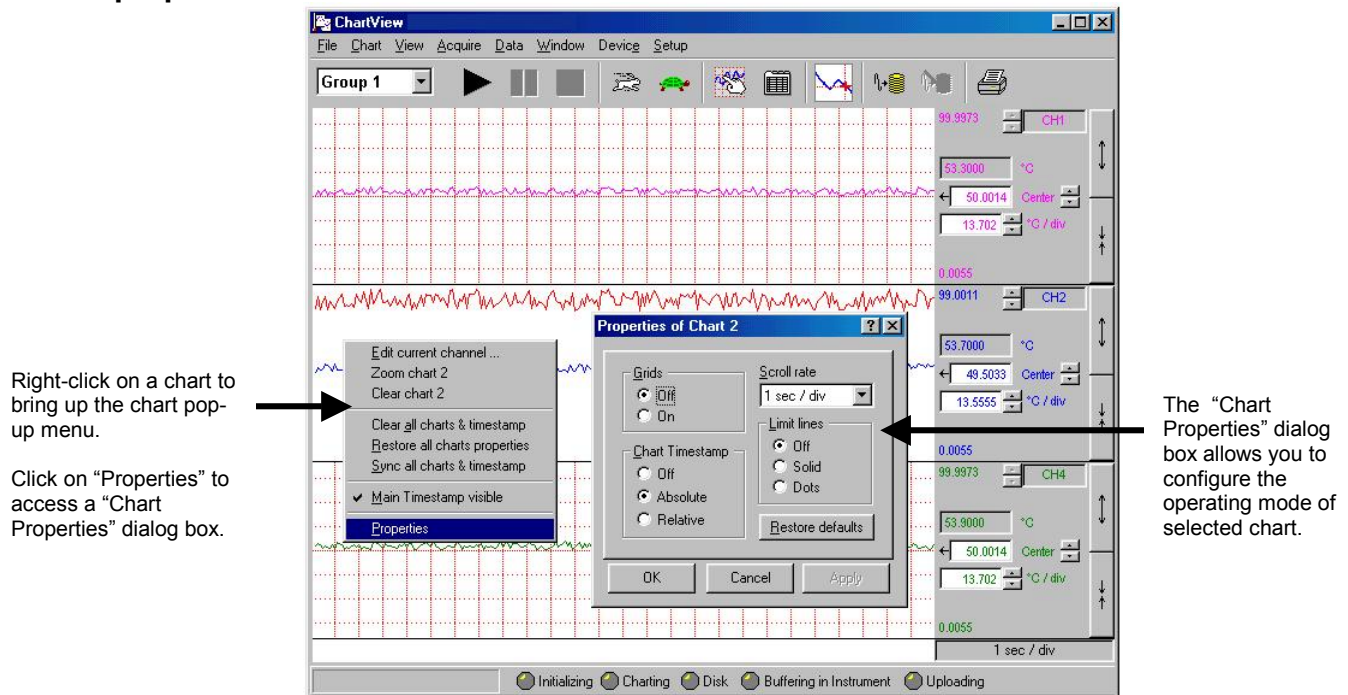 ChartView
File Chart View Acquire Data Window Device Setup
Group 1
99.9973 CH1
53.3000 °C
50.0014 Center
13.702 °C / div
0.0055
99.0011 CH2
53.7000 °C
49.5033 Center
13.5555 °C / div
0.0055
99.9973 CH4
53.9000 °C
50.0014 Center
13.702 °C / div
0.0055
1 sec / div
Initializing Charting Disk Buffering in Instrument Uploading
Edit current channel ...
Zoom chart 2
Clear chart 2
Clear all charts & timestamp
Restore all charts properties
Sync all charts & timestamp
Main Timestamp visible
Properties
Properties of Chart 2
Grids
Off
On
Chart Timestamp
Off
Absolute
Relative
Scroll rate
1 sec / div
Limit lines
Off
Solid
Dots
Restore defaults
OK Cancel Apply
Right-click on a chart to
bring up the chart pop-
up menu.
Click on “Properties” to
access a “Chart
Properties” dialog box.
The “Chart
Properties” dialog
box allows you to
configure the
operating mode of
selected chart.